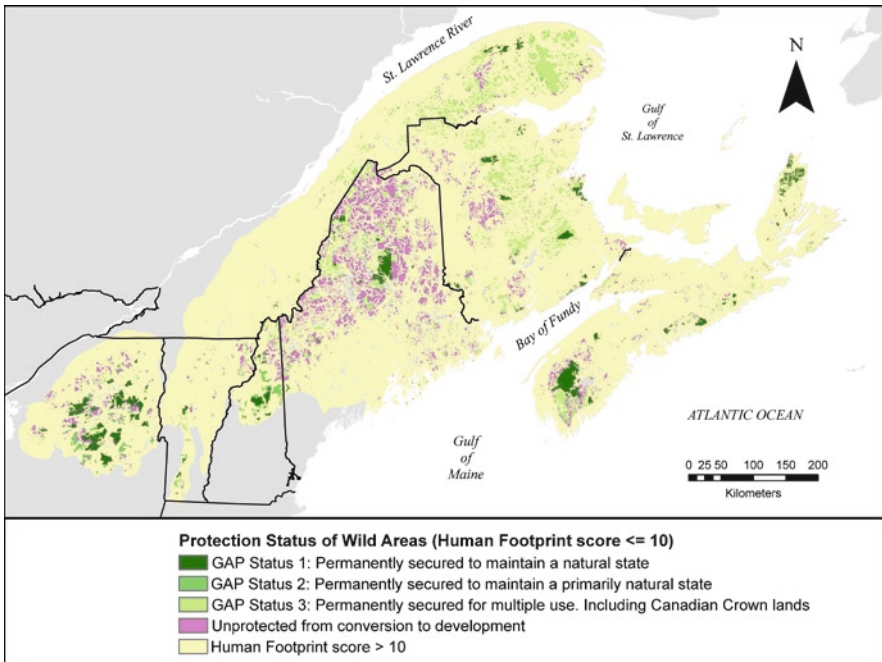 St. Lawrence River
N
Gulf
of
St. Lawrence
Bay of Fundy
ATLANTIC OCEAN
Gulf
of
Maine
0 25 50 100 150 200
Kilometers
Protection Status of Wild Areas (Human Footprint score <= 10)
GAP Status 1: Permanently secured to maintain a natural state
GAP Status 2: Permanently secured to maintain a primarily natural state
GAP Status 3: Permanently secured for multiple use. Including Canadian Crown lands
Unprotected from conversion to development
Human Footprint score > 10